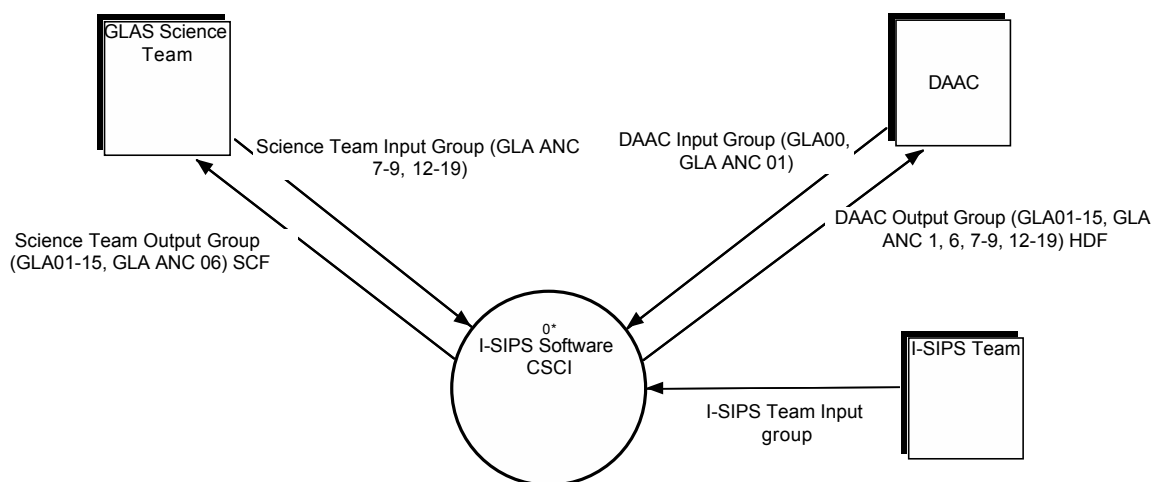 GLAS Science
Team
DAAC
Science Team Input Group (GLA ANC
7-9, 12-19)
DAAC Input Group (GLA00,
GLA ANC 01)
Science Team Output Group
(GLA01-15, GLA ANC 06) SCF
DAAC Output Group (GLA01-15, GLA
ANC 1, 6, 7-9, 12-19) HDF
0*
I-SIPS Software
CSCI
I-SIPS Team
I-SIPS Team Input
group